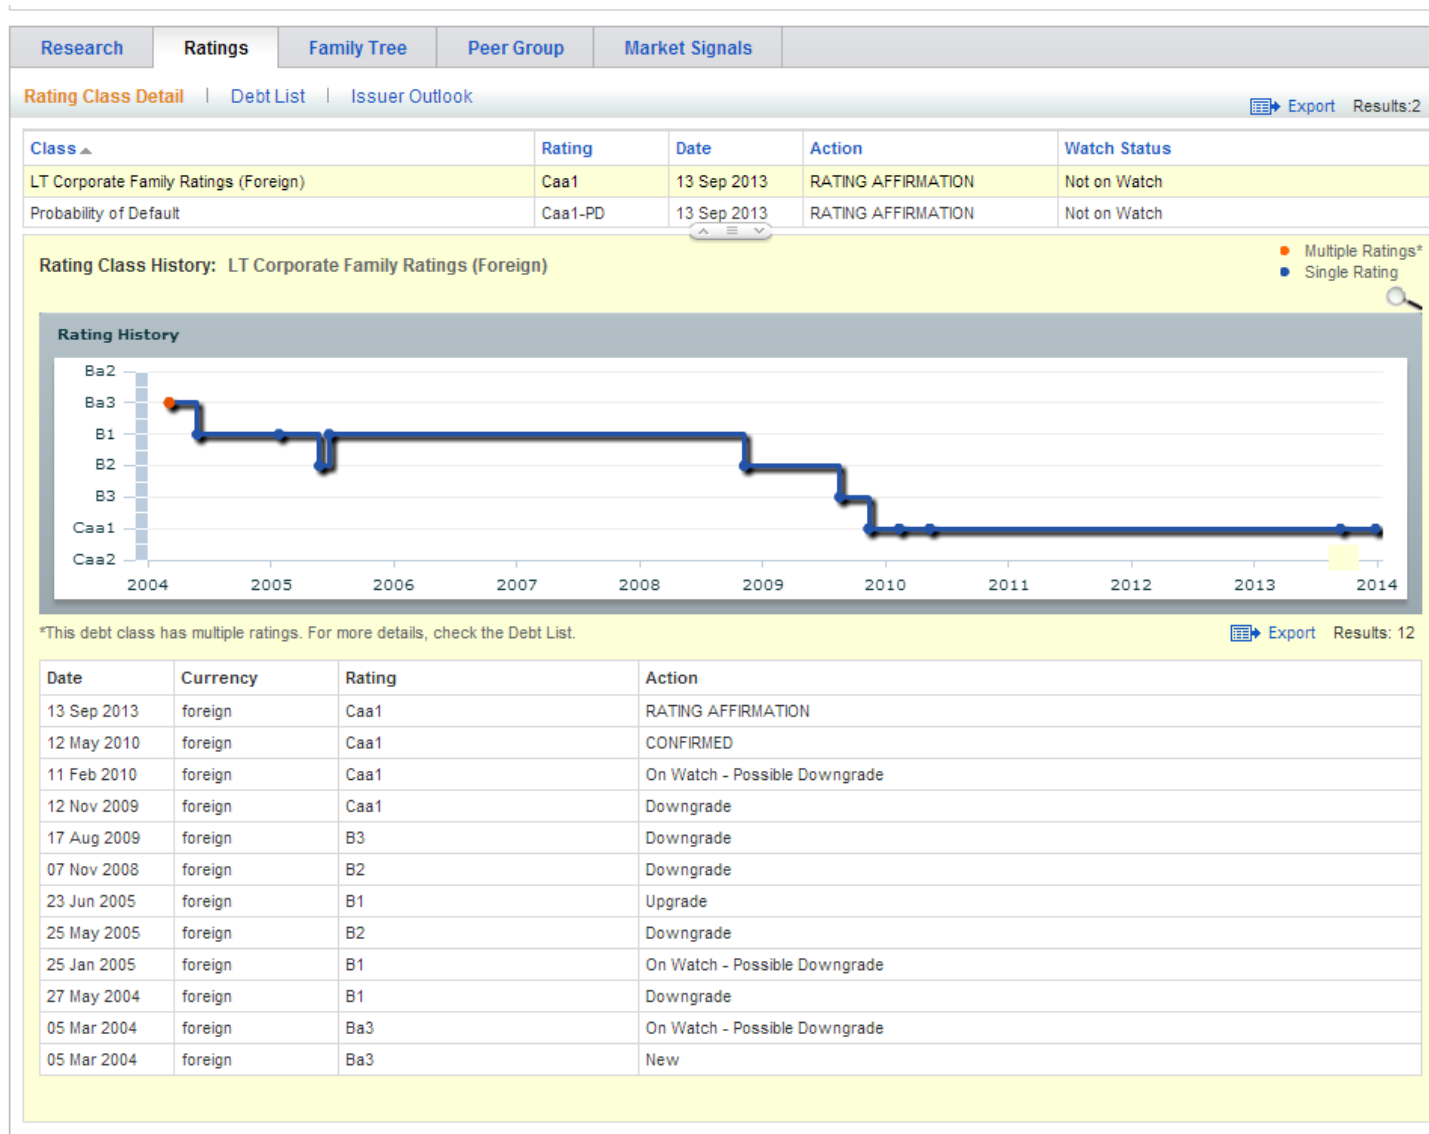 Research Ratings Family Tree Peer Group Market Signals
Rating Class Detail | Debt List | Issuer Outlook
Export Results:2
Class Rating Date Action Watch Status
LT Corporate Family Ratings (Foreign) Caa1 13 Sep 2013 RATING AFFIRMATION Not on Watch
Probability of Default Caa1-PD 13 Sep 2013 RATING AFFIRMATION Not on Watch
Rating Class History: LT Corporate Family Ratings (Foreign)
Multiple Ratings*
Single Rating
Rating History
Ba2
Ba3
B1
B2
B3
Caa1
Caa2
2004 2005 2006 2007 2008 2009 2010 2011 2012 2013 2014
*This debt class has multiple ratings. For more details, check the Debt List.
Export Results: 12
Date Currency Rating Action
13 Sep 2013 foreign Caa1 RATING AFFIRMATION
12 May 2010 foreign Caa1 CONFIRMED
11 Feb 2010 foreign Caa1 On Watch - Possible Downgrade
12 Nov 2009 foreign Caa1 Downgrade
17 Aug 2009 foreign B3 Downgrade
07 Nov 2008 foreign B2 Downgrade
23 Jun 2005 foreign B1 Upgrade
25 May 2005 foreign B2 Downgrade
25 Jan 2005 foreign B1 On Watch - Possible Downgrade
27 May 2004 foreign B1 Downgrade
05 Mar 2004 foreign Ba3 On Watch - Possible Downgrade
05 Mar 2004 foreign Ba3 New